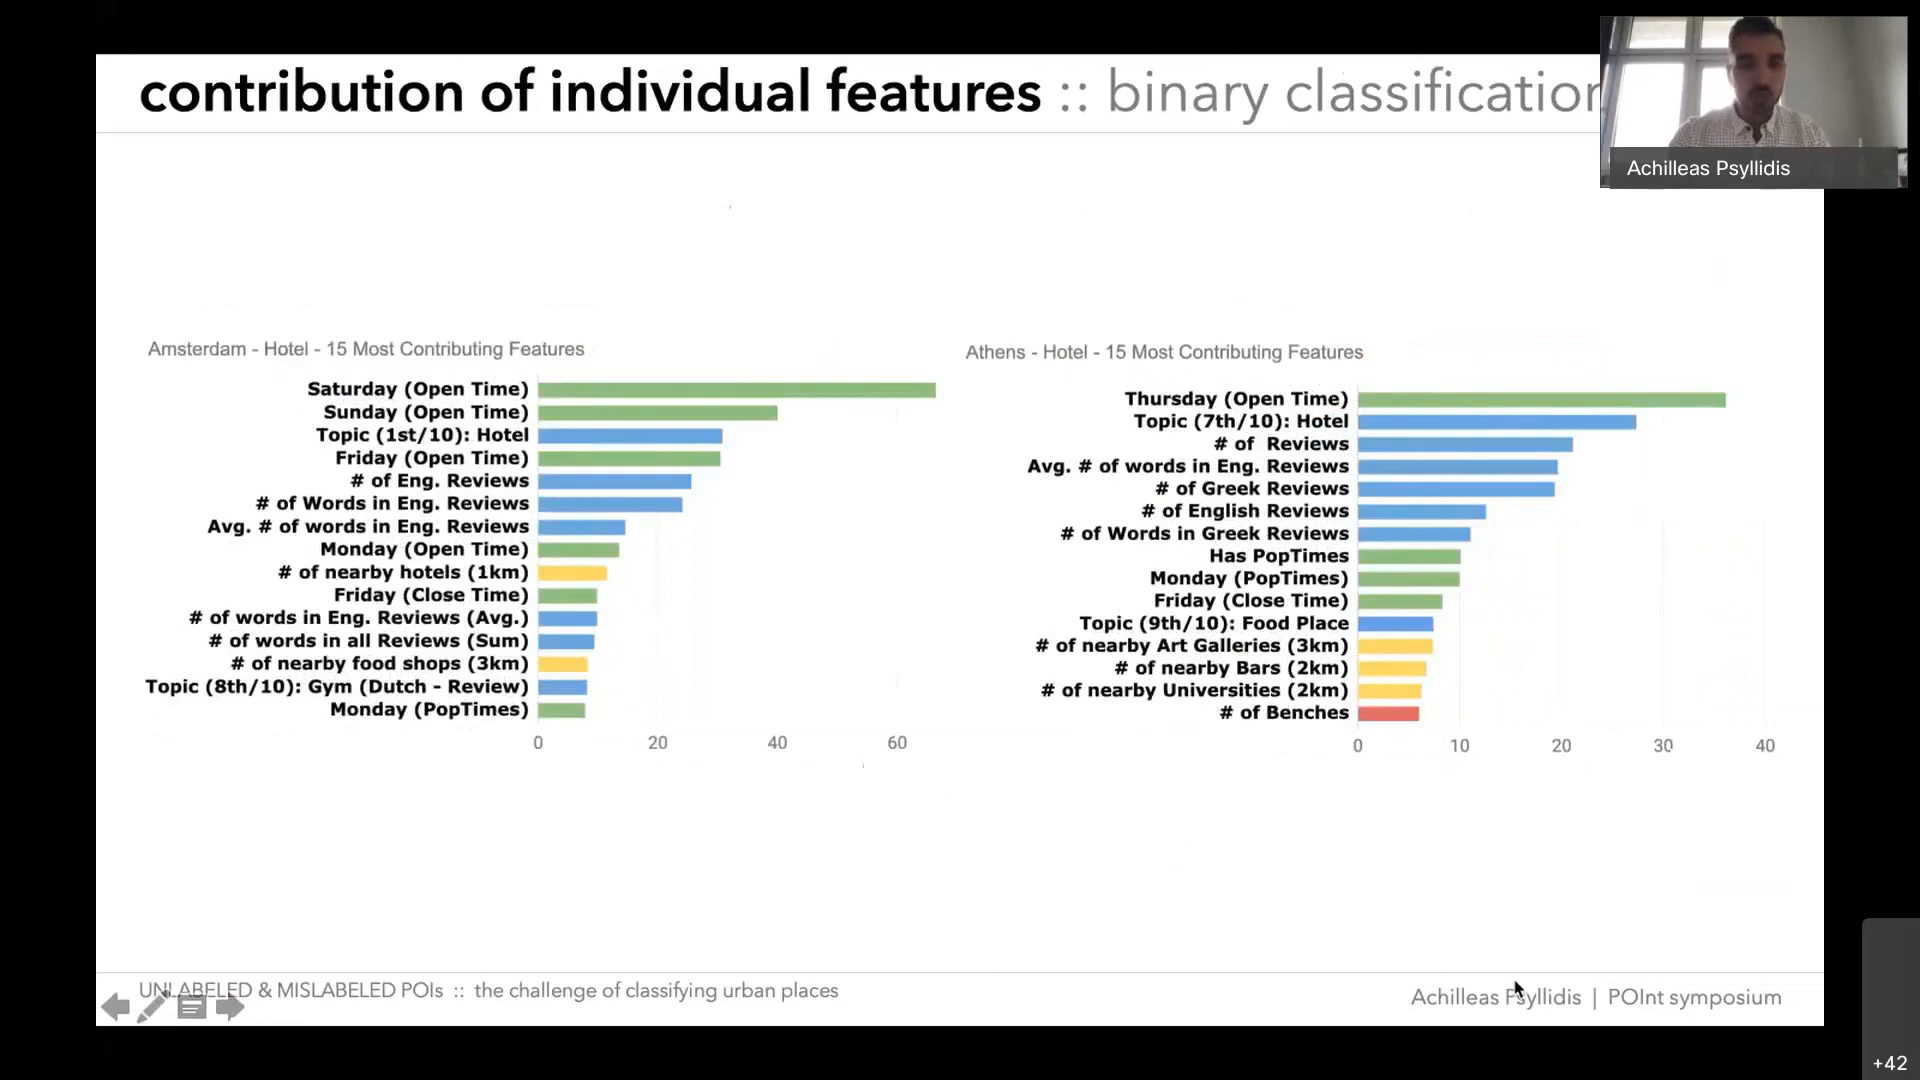 contribution of individual features :: binary classification
Achilleas Psyllidis
Amsterdam - Hotel - 15 Most Contributing Features
Saturday (Open Time)
Sunday (Open Time)
Topic (1st/10): Hotel
Friday (Open Time)
# of Eng. Reviews
# of Words in Eng. Reviews
Avg. # of words in Eng. Reviews
Monday (Open Time)
# of nearby hotels (1km)
Friday (Close Time)
# of words in Eng. Reviews (Avg.)
# of words in all Reviews (Sum)
# of nearby food shops (3km)
Topic (8th/10): Gym (Dutch - Review)
Monday (PopTimes)
0 20 40 60
Athens - Hotel - 15 Most Contributing Features
Thursday (Open Time)
Topic (7th/10): Hotel
# of Reviews
Avg. # of words in Eng. Reviews
# of Greek Reviews
# of English Reviews
# of Words in Greek Reviews
Has PopTimes
Monday (PopTimes)
Friday (Close Time)
Topic (9th/10): Food Place
# of nearby Art Galleries (3km)
# of nearby Bars (2km)
# of nearby Universities (2km)
# of Benches
0 10 20 30 40
UNLABELED & MISLABELED POIs :: the challenge of classifying urban places
Achilleas Psyllidis | POInt symposium
+42